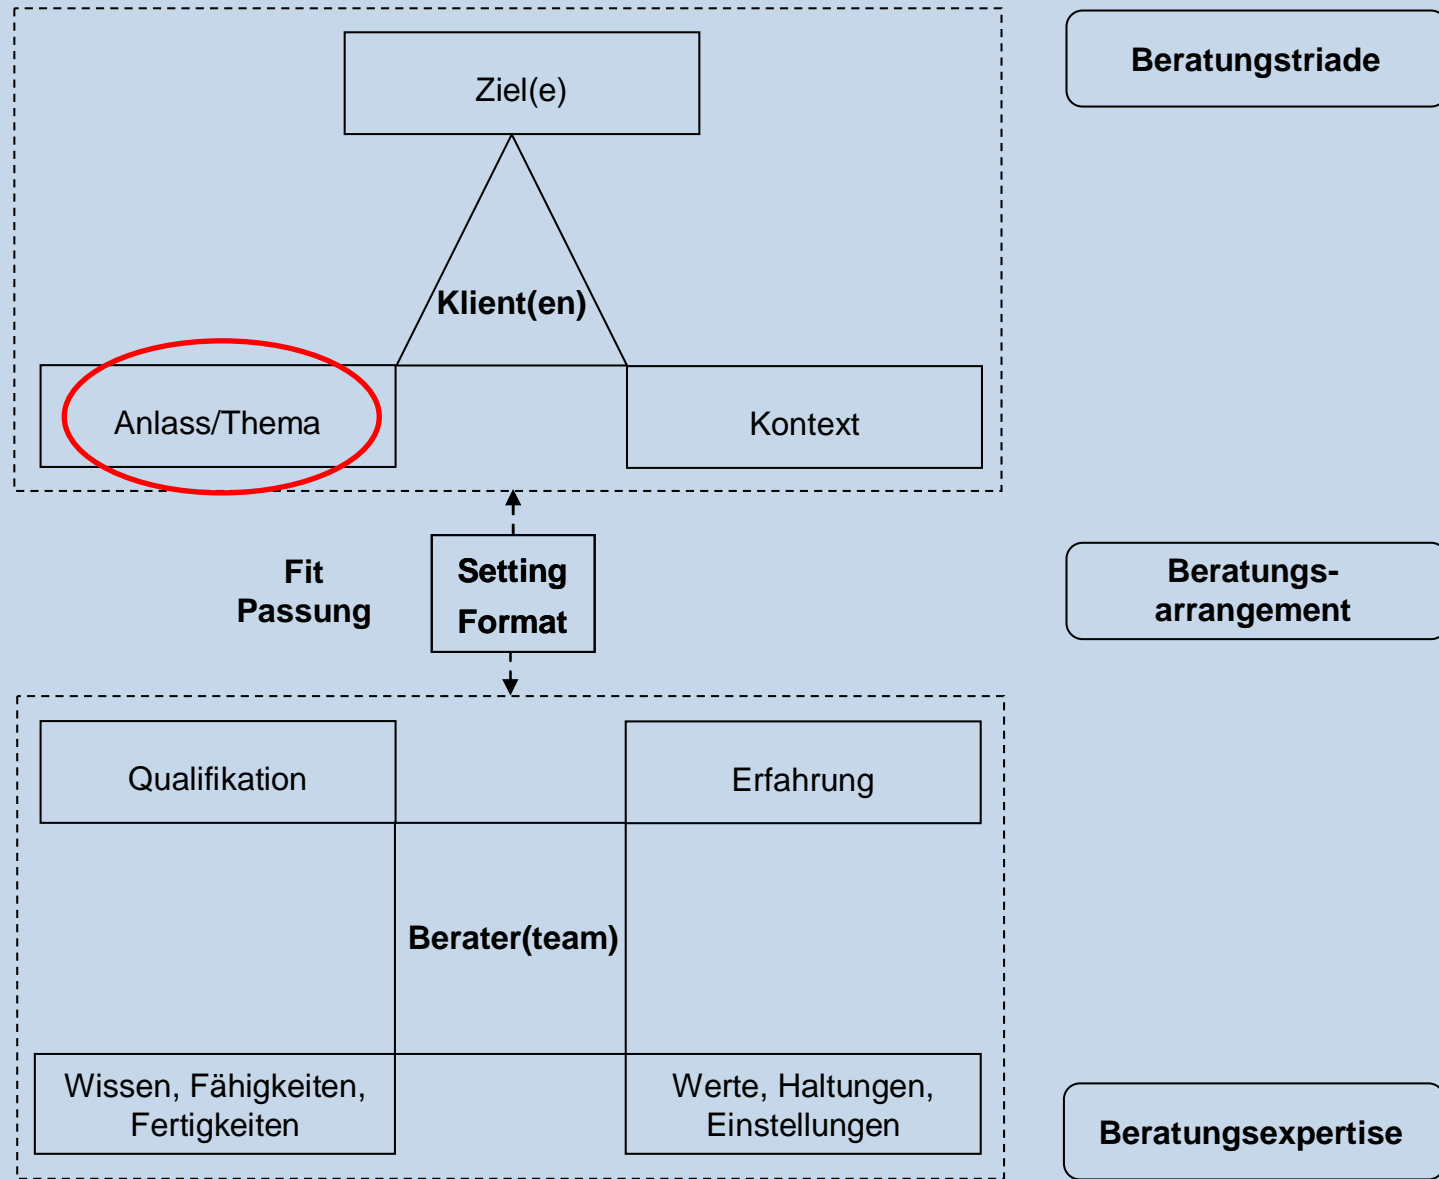 Ziel(e)
Beratungstriade
Klient(en)
Anlass/Thema
Kontext
Fit
Passung
Setting
Format
Beratungs-
arrangement
Qualifikation
Erfahrung
Berater(team)
Wissen, Fähigkeiten,
Fertigkeiten
Werte, Haltungen,
Einstellungen
Beratungsexpertise